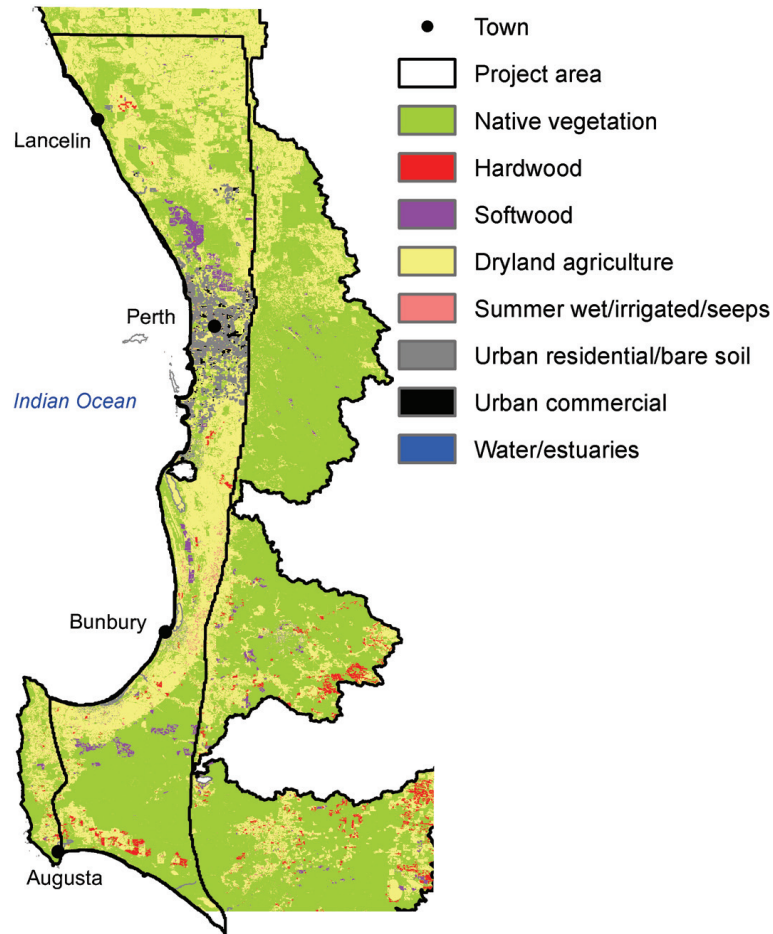 Town
Project area
Native vegetation
Hardwood
Softwood
Dryland agriculture
Summer wet/irrigated/seeps
Urban residential/bare soil
Urban commercial
Water/estuaries
Lancelin
Perth
Indian Ocean
Bunbury
Augusta